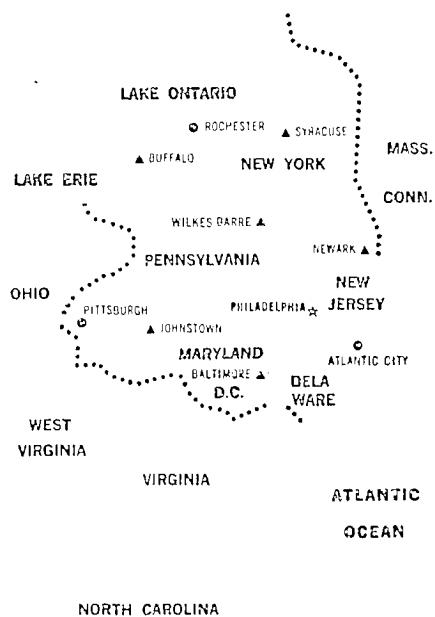 LAKE ONTARIO
ROCHESTER
SYRACUSE
MASS.
BUFFALO
NEW YORK
LAKE ERIE
CONN.
WILKES BARRE
NEWARK
PENNSYLVANIA
NEW
JERSEY
OHIO
PITTSBURGH
PHILADELPHIA
JOHNSTOWN
MARYLAND
ATLANTIC CITY
BALTIMORE
D.C.
DELA
WARE
WEST
VIRGINIA
VIRGINIA
ATLANTIC
OCEAN
NORTH CAROLINA